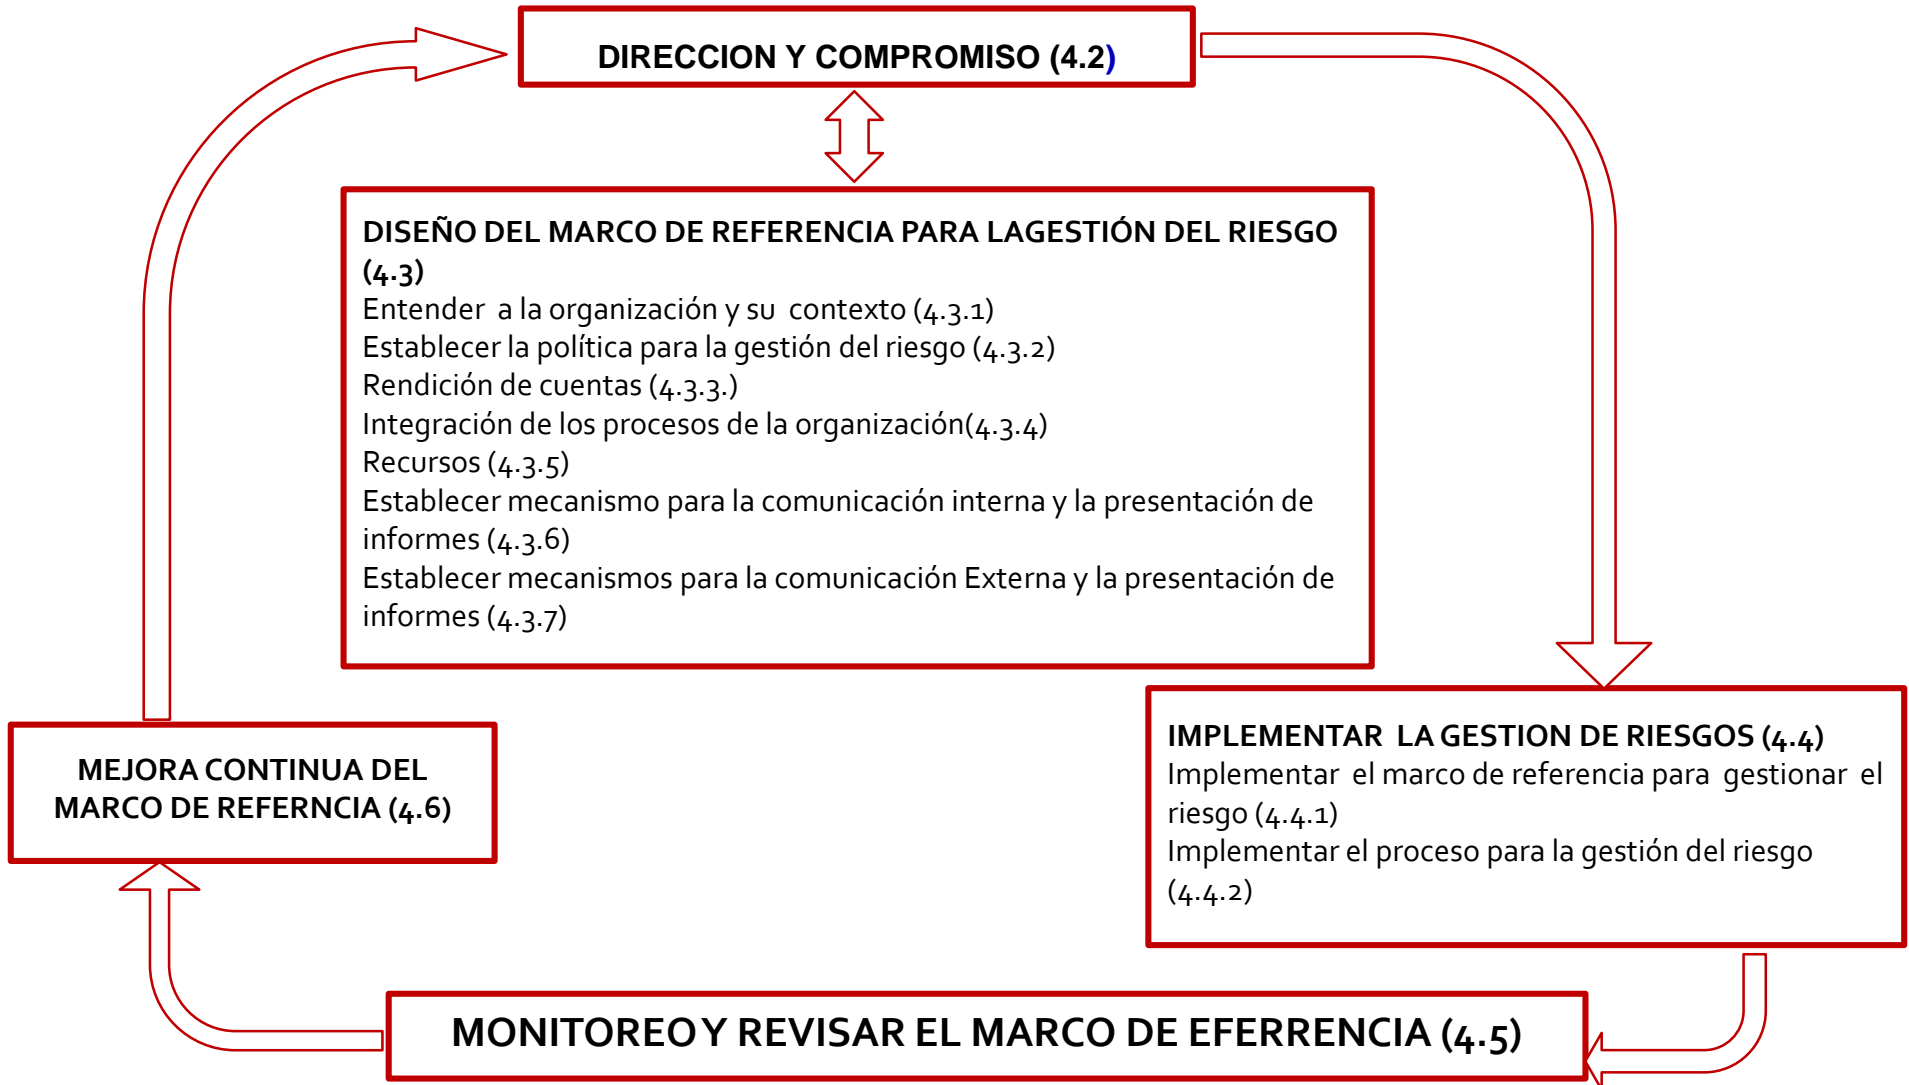 DIRECCION Y COMPROMISO (4.2)
DISEÑO DEL MARCO DE REFERENCIA PARA LAGESTIÓN DEL RIESGO
(4.3)
Entender a la organización y su contexto (4.3.1)
Establecer la política para la gestión del riesgo (4.3.2)
Rendición de cuentas (4.3.3.)
Integración de los procesos de la organización(4.3.4)
Recursos (4.3.5)
Establecer mecanismo para la comunicación interna y la presentación de
informes (4.3.6)
Establecer mecanismos para la comunicación Externa y la presentación de
informes (4.3.7)
IMPLEMENTAR LA GESTION DE RIESGOS (4.4)
Implementar el marco de referencia para gestionar el
riesgo (4.4.1)
Implementar el proceso para la gestión del riesgo
(4.4.2)
MEJORA CONTINUA DEL
MARCO DE REFERNCIA (4.6)
MONITOREO Y REVISAR EL MARCO DE EFERRENCIA (4.5)